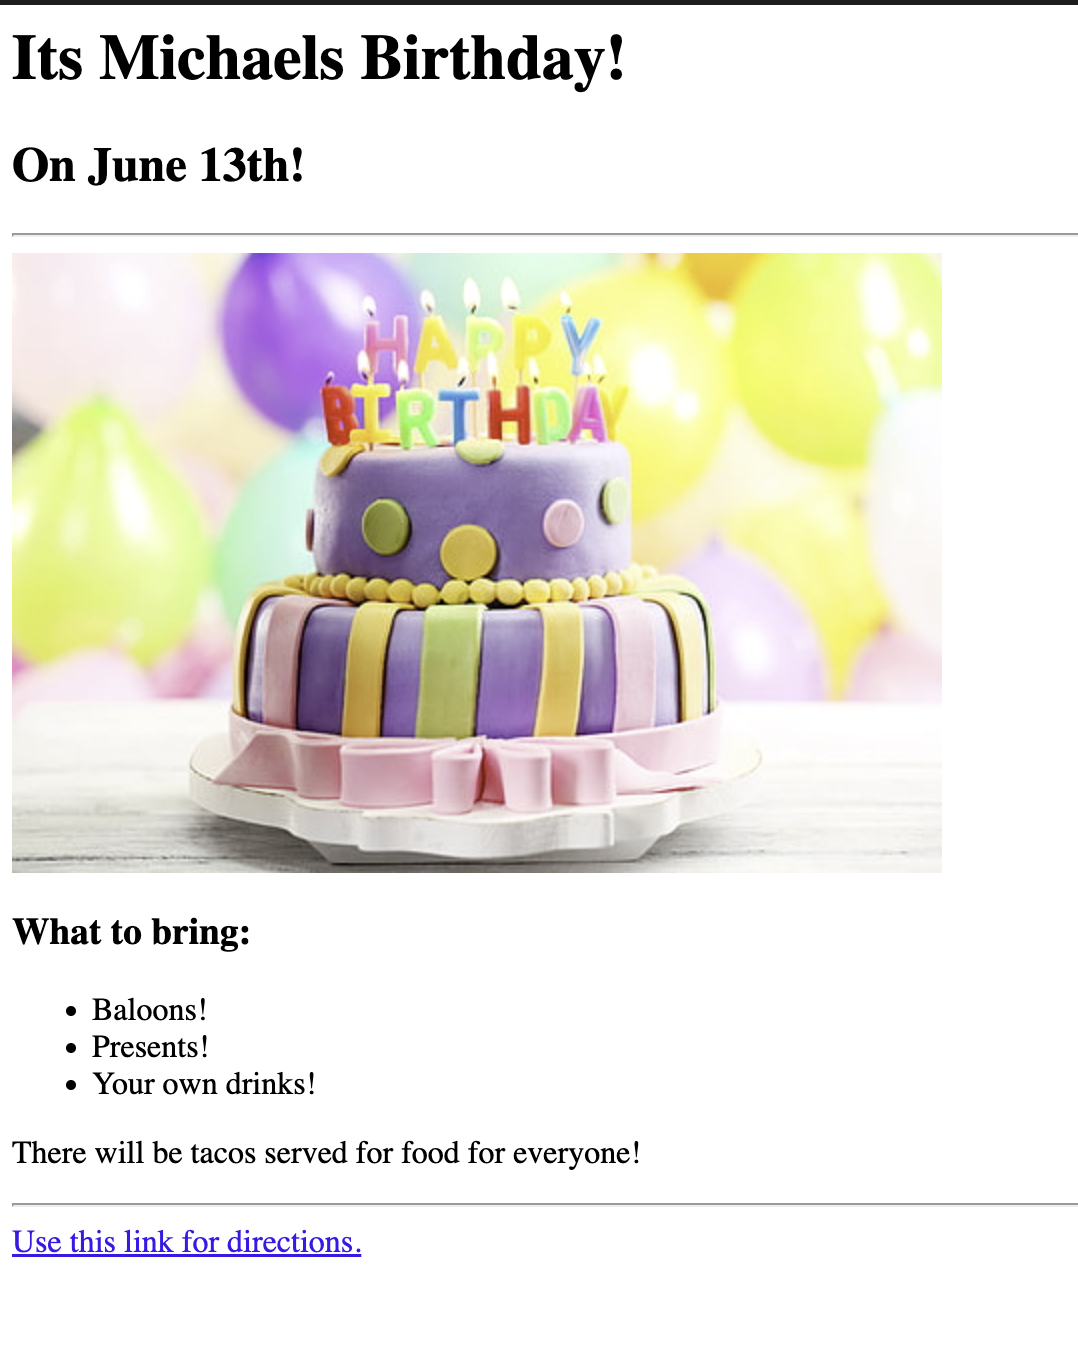 Its Michaels Birthday!
On June 13th!
HAPPY
BIRTHDAY
What to bring:
Baloons!
Presents!
Your own drinks!
There will be tacos served for food for everyone!
Use this link for directions.